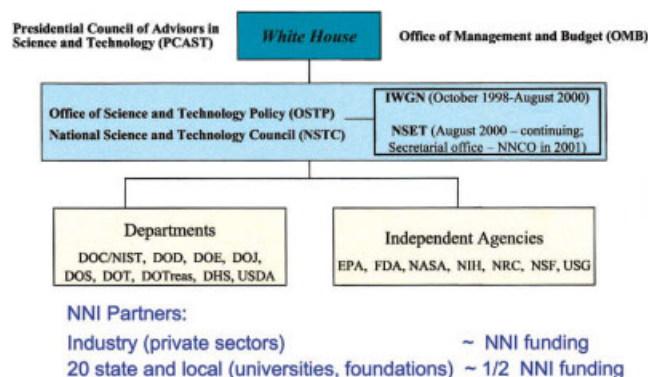 Presidential Council of Advisors in
Science and Technology (PCAST)
White House
Office of Management and Budget (OMB)
Office of Science and Technology Policy (OSTP)
National Science and Technology Council (NSTC)
IWGN (October 1998-August 2000)
NSET (August 2000 – continuing;
Secretarial office – NNCO in 2001)
Departments
DOC/NIST, DOD, DOE, DOJ,
DOS, DOT, DOTreas, DHS, USDA
Independent Agencies
EPA, FDA, NASA, NIH, NRC, NSF, USG
NNI Partners:
Industry (private sectors) ~ NNI funding
20 state and local (universities, foundations) ~ 1/2 NNI funding